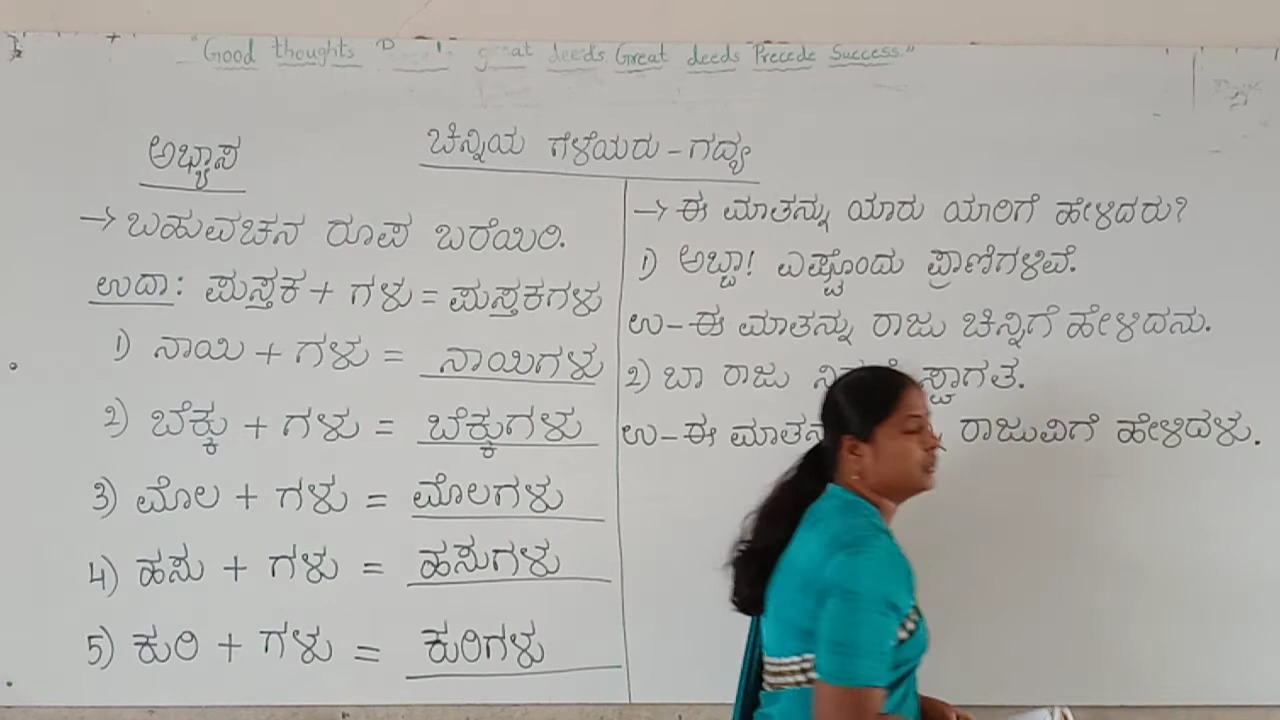 "Good thoughts great deeds Great deeds Precede Success."
ಚಿನ್ನಿಯ ಗೆಳೆಯರು - ಗದ್ಯ
ಅಭ್ಯಾಸ
→ ಬಹುವಚನ ರೂಪ ಬರೆಯಿರಿ.
ಉದಾ: ಪುಸ್ತಕ + ಗಳು = ಪುಸ್ತಕಗಳು
1) ನಾಯಿ + ಗಳು = ನಾಯಿಗಳು
2) ಬೆಕ್ಕು + ಗಳು = ಬೆಕ್ಕುಗಳು
3) ಮೊಲ + ಗಳು = ಮೊಲಗಳು
4) ಹಸು + ಗಳು = ಹಸುಗಳು
5) ಕುರಿ + ಗಳು = ಕುರಿಗಳು
→ ಈ ಮಾತನ್ನು ಯಾರು ಯಾರಿಗೆ ಹೇಳಿದರು?
1) ಅಬ್ಬಾ! ಎಷ್ಟೊಂದು ಪ್ರಾಣಿಗಳಿವೆ.
ಉ - ಈ ಮಾತನ್ನು ರಾಜು ಚಿನ್ನಿಗೆ ಹೇಳಿದನು.
2) ಬಾ ರಾಜು ಸ್ವಾಗತ.
ಉ - ಈ ರಾಜುವಿಗೆ ಹೇಳಿದಳು.